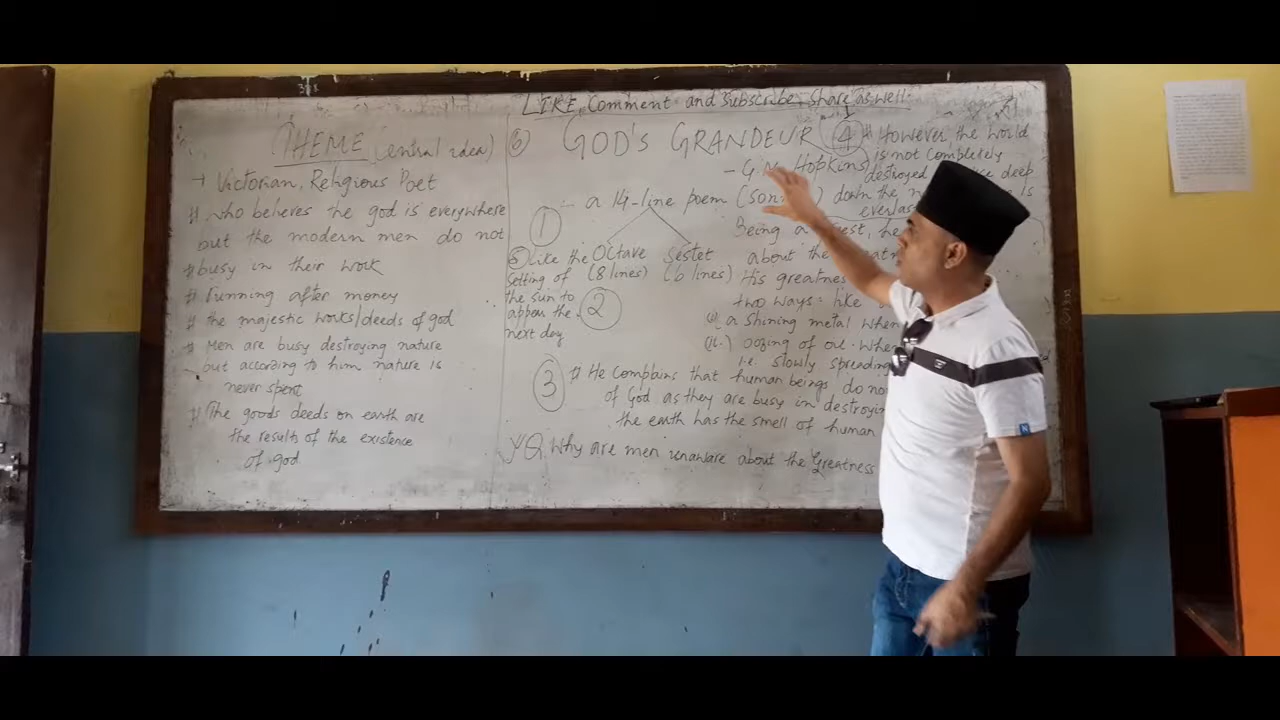 LIKE, Comment and subscribe, share as well.
THEME (Central idea)
+ Victorian, Religious Poet
# who believes the god is everywhere
but the modern men do not
# busy in their work
# running after money
# the majestic works/deeds of god
# Men are busy destroying nature
but according to him nature is
never spent
# The goods deeds on earth are
the results of the existence
of god
6 GOD'S GRANDEUR
- G.M. Hopkins
1 a 14-line poem
Octave Sestet
(8 lines) (6 lines)
5 Like the
setting of
the sun to
appear the
next day
2
4 # However the world
is not completely
destroyed deep
down the
is
Being a
about the
His greatness
two ways: like
(i) a shining metal when
(ii) oozing of oil. when
i.e. slowly spreading
3 # He complains that human beings do not
of God as they are busy in destroying
the earth has the smell of human
Q. Why are men unaware about the Greatness